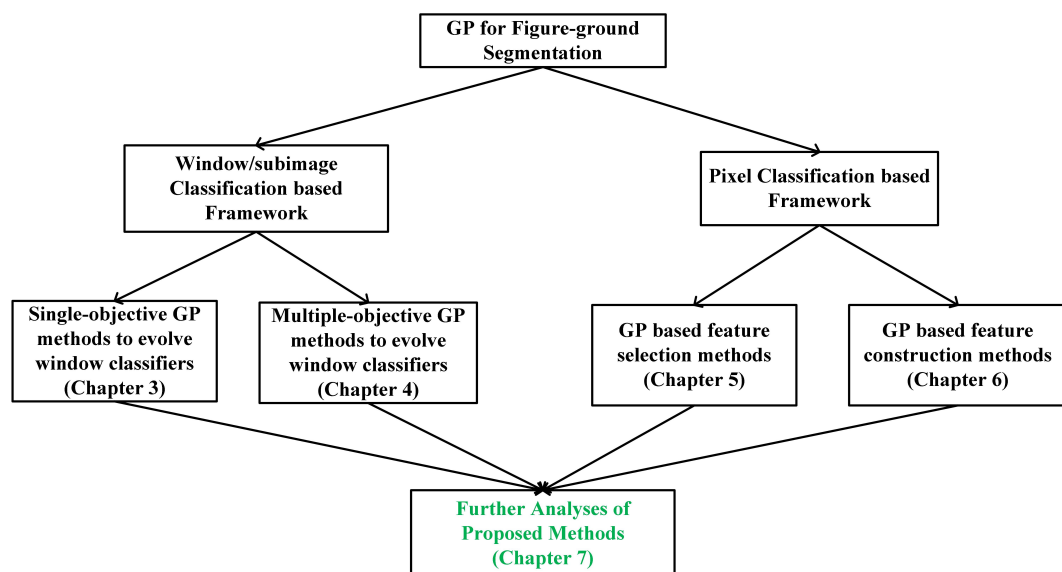 GP for Figure-ground
Segmentation
Window/subimage
Classification based
Framework
Pixel Classification based
Framework
Single-objective GP
methods to evolve
window classifiers
(Chapter 3)
Multiple-objective GP
methods to evolve
window classifiers
(Chapter 4)
GP based feature
selection methods
(Chapter 5)
GP based feature
construction methods
(Chapter 6)
Further Analyses of
Proposed Methods
(Chapter 7)